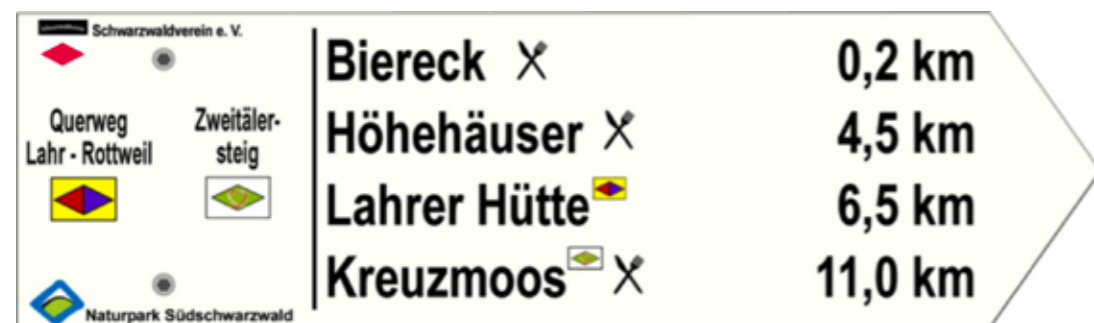 Schwarzwaldverein e. V.
Querweg
Lahr - Rottweil
Zweitäler-
steig
Naturpark Südschwarzwald
Biereck 0,2 km
Höhehäuser 4,5 km
Lahrer Hütte 6,5 km
Kreuzmoos 11,0 km